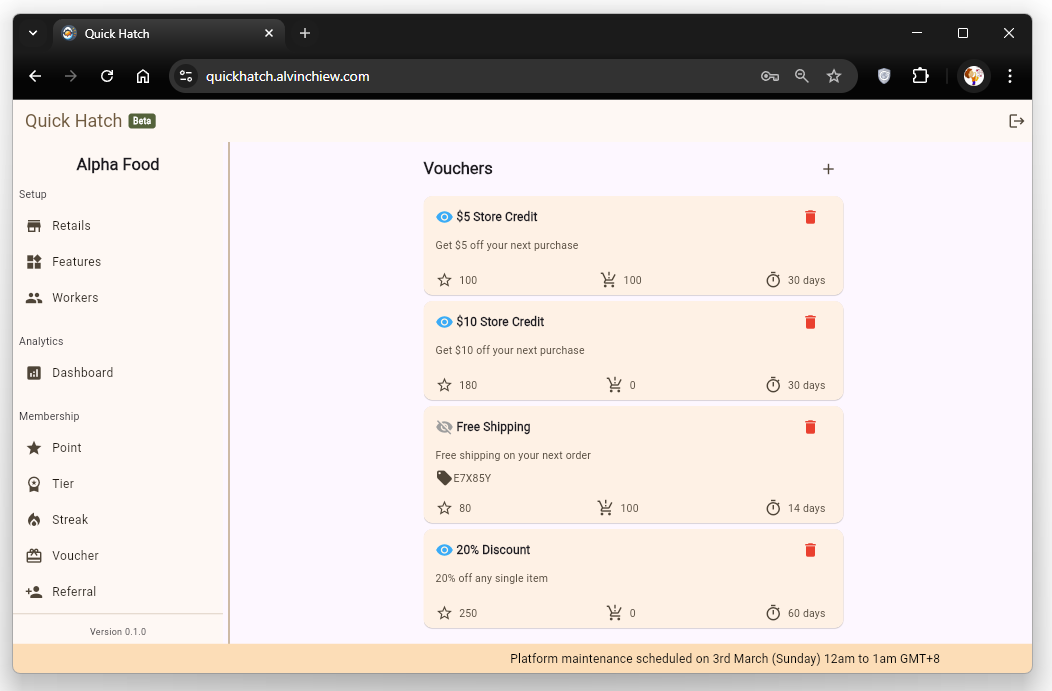 Quick Hatch
quickhatch.alvinchiew.com
Quick Hatch Beta
Alpha Food
Setup
Retails
Features
Workers
Analytics
Dashboard
Membership
Point
Tier
Streak
Voucher
Referral
Version 0.1.0
Vouchers
$5 Store Credit
Get $5 off your next purchase
100 100 30 days
$10 Store Credit
Get $10 off your next purchase
180 0 30 days
Free Shipping
Free shipping on your next order
E7X85Y
80 100 14 days
20% Discount
20% off any single item
250 0 60 days
Platform maintenance scheduled on 3rd March (Sunday) 12am to 1am GMT+8